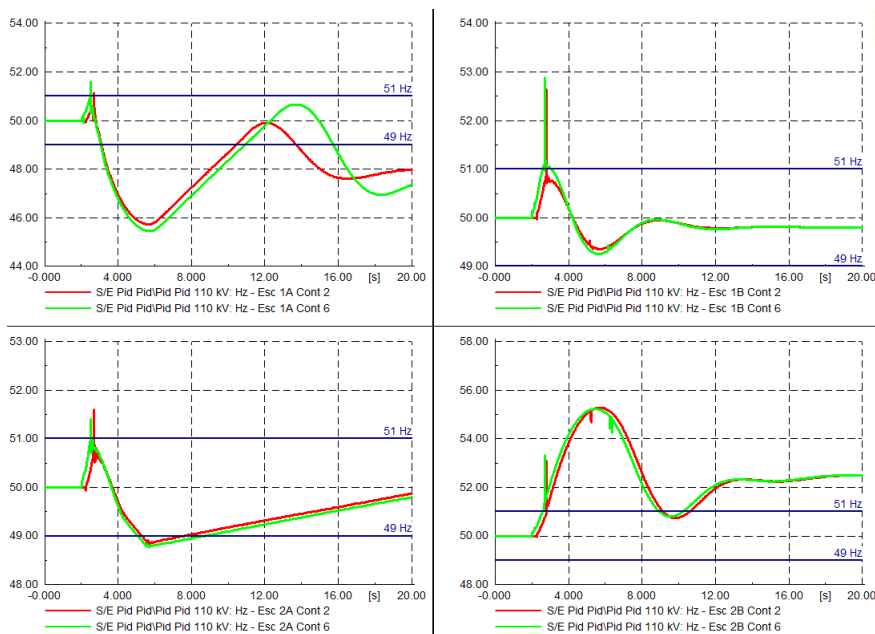 54.00
52.00
51 Hz
50.00
49 Hz
48.00
46.00
44.00
-0.000 4.000 8.000 12.00 16.00 [s] 20.00
S/E Pid Pid\Pid Pid 110 kV: Hz - Esc 1A Cont 2
S/E Pid Pid\Pid Pid 110 kV: Hz - Esc 1A Cont 6
54.00
53.00
52.00
51 Hz
51.00
50.00
49 Hz
49.00
-0.000 4.000 8.000 12.00 16.00 [s] 20.00
S/E Pid Pid\Pid Pid 110 kV: Hz - Esc 1B Cont 2
S/E Pid Pid\Pid Pid 110 kV: Hz - Esc 1B Cont 6
53.00
52.00
51 Hz
51.00
50.00
49 Hz
49.00
48.00
-0.000 4.000 8.000 12.00 16.00 [s] 20.00
S/E Pid Pid\Pid Pid 110 kV: Hz - Esc 2A Cont 2
S/E Pid Pid\Pid Pid 110 kV: Hz - Esc 2A Cont 6
58.00
56.00
54.00
52.00
51 Hz
50.00
49 Hz
48.00
-0.000 4.000 8.000 12.00 16.00 [s] 20.00
S/E Pid Pid\Pid Pid 110 kV: Hz - Esc 2B Cont 2
S/E Pid Pid\Pid Pid 110 kV: Hz - Esc 2B Cont 6